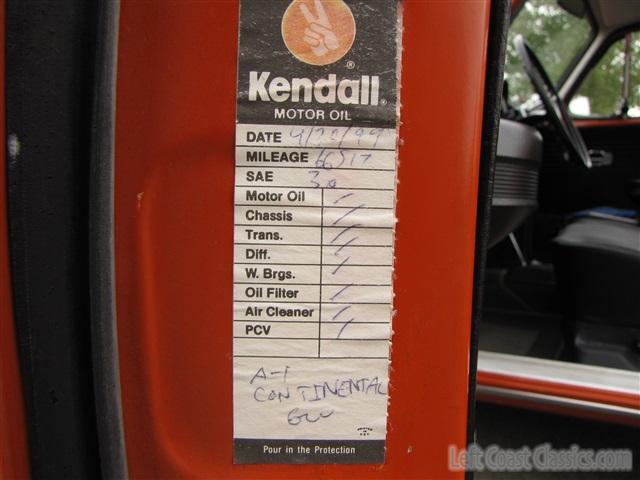 Kendall®
MOTOR OIL
DATE 4/20/99
MILEAGE 66517
SAE 30
Motor Oil
Chassis
Trans.
Diff.
W. Brgs.
Oil Filter
Air Cleaner
PCV
A-1
CONTINENTAL
Pour in the Protection
Left Coast Classics.com